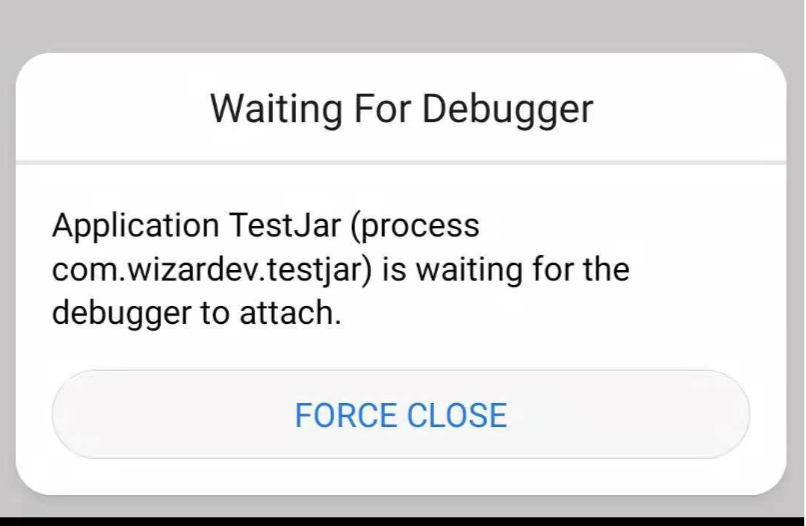 Waiting For Debugger
Application TestJar (process
com.wizardev.testjar) is waiting for the
debugger to attach.
FORCE CLOSE